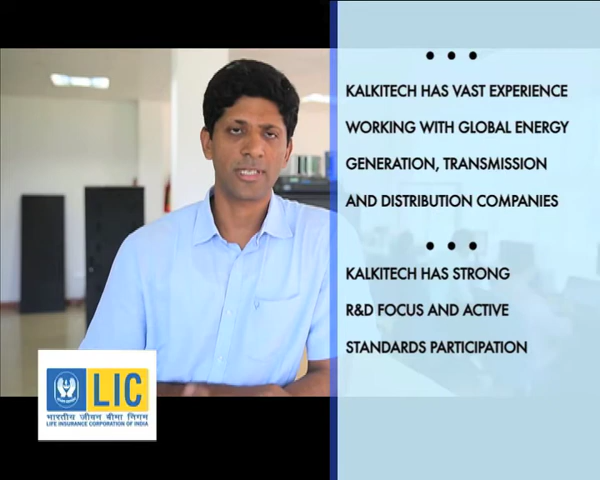 • • •
KALKITECH HAS VAST EXPERIENCE
WORKING WITH GLOBAL ENERGY
GENERATION, TRANSMISSION
AND DISTRIBUTION COMPANIES
• • •
KALKITECH HAS STRONG
R&D FOCUS AND ACTIVE
STANDARDS PARTICIPATION
LIC
भारतीय जीवन बीमा निगम
LIFE INSURANCE CORPORATION OF INDIA